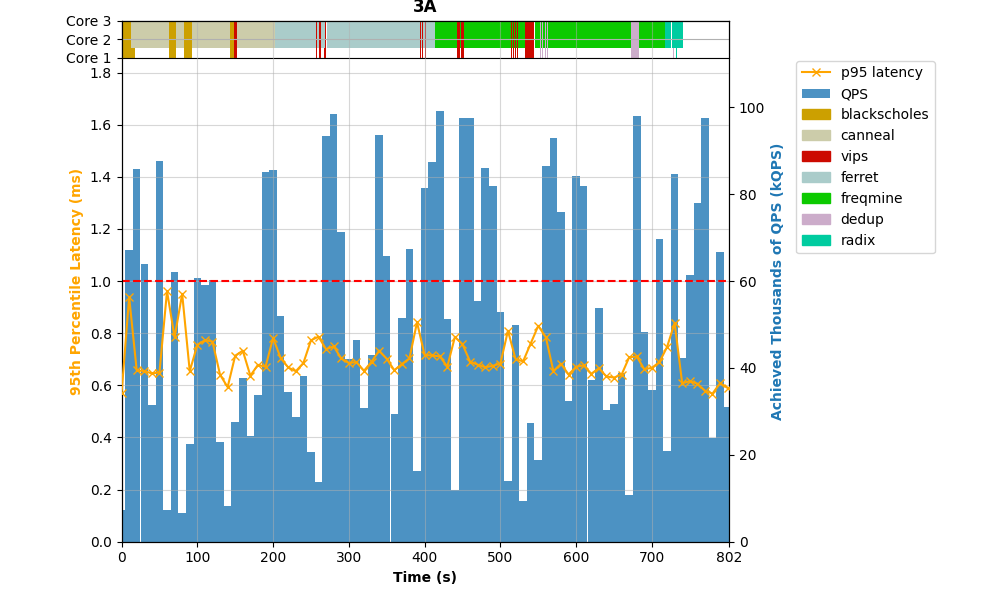 3A
Core 3
Core 2
Core 1
1.8
1.6
1.4
1.2
1.0
0.8
0.6
0.4
0.2
0.0
95th Percentile Latency (ms)
0
100
200
300
400
500
600
700
802
Time (s)
100
80
60
40
20
0
Achieved Thousands of QPS (kQPS)
p95 latency
QPS
blackscholes
canneal
vips
ferret
freqmine
dedup
radix